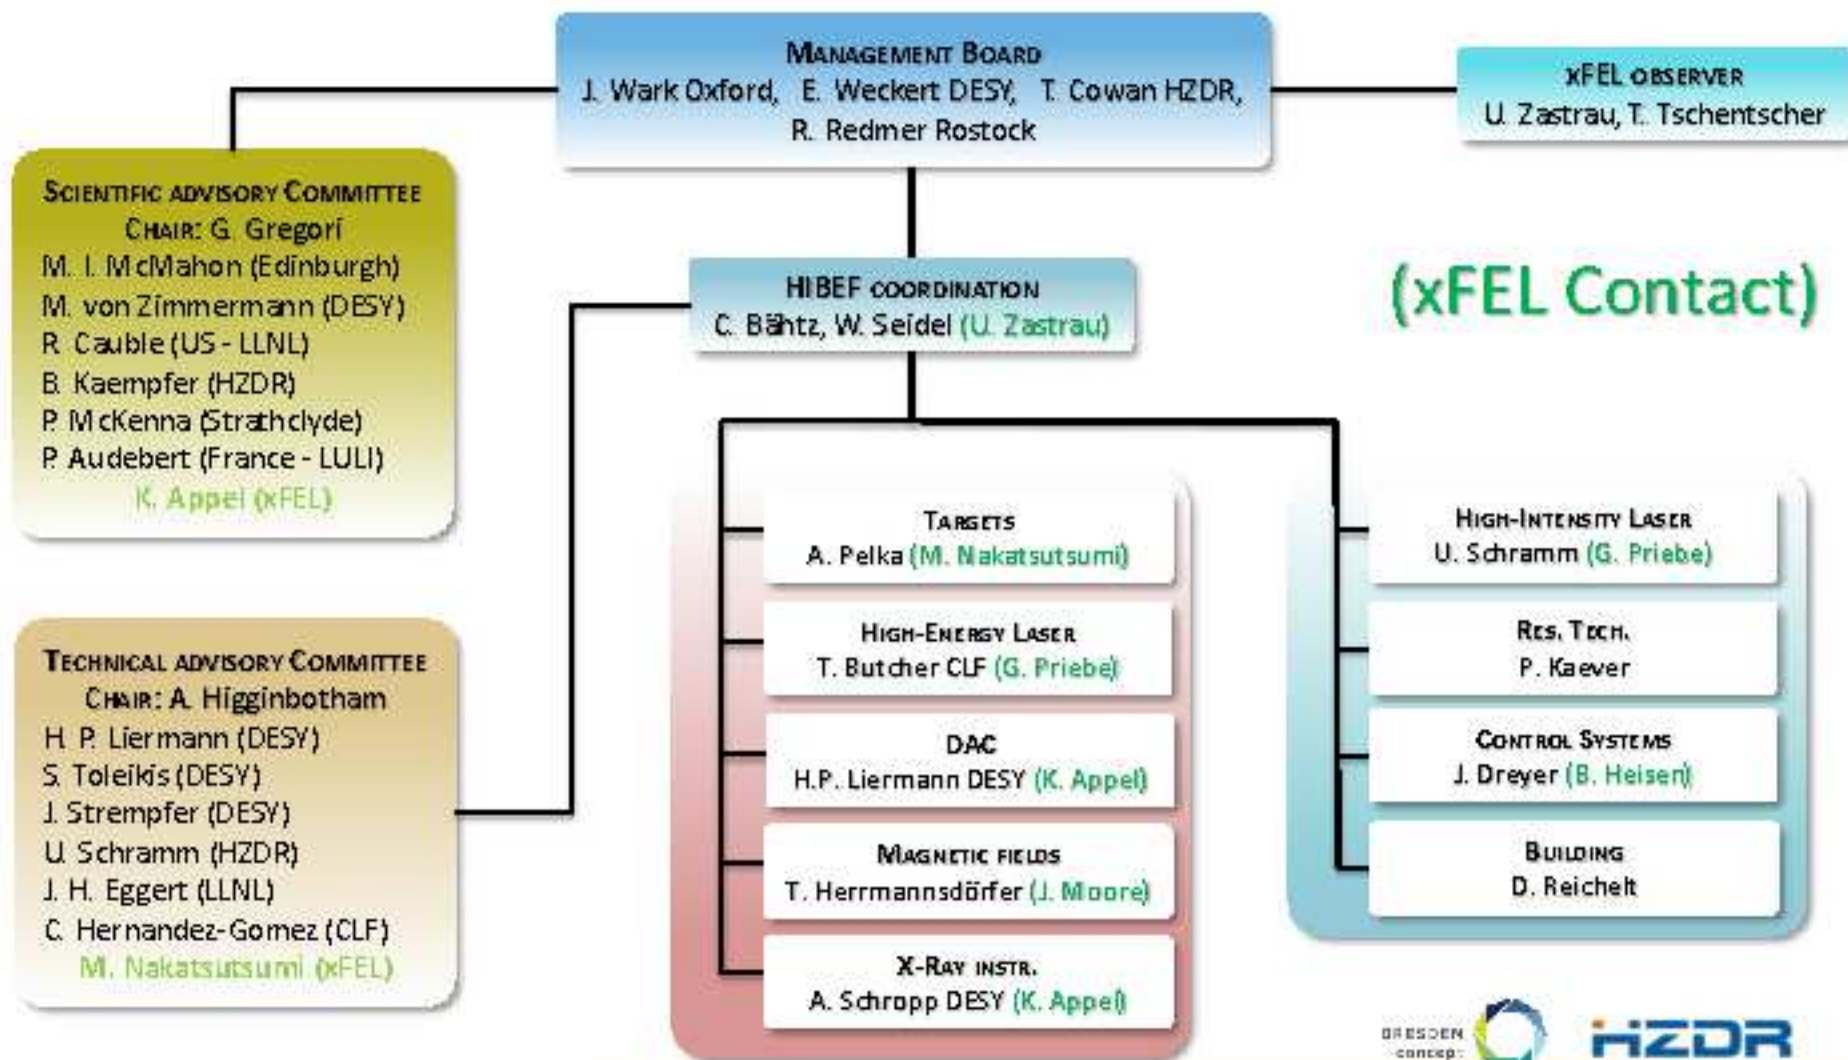 MANAGEMENT BOARD
J. Wark Oxford, E. Weckert DESY, T. Cowan HZDR,
R. Redmer Rostock
xFEL OBSERVER
U. Zastrau, T. Tschentscher
SCIENTIFIC ADVISORY COMMITTEE
CHAIR: G. Gregori
M. I. McMahon (Edinburgh)
M. von Zimmermann (DESY)
R. Cauble (US - LLNL)
B. Kaempfer (HZDR)
P. McKenna (Strathclyde)
P. Audebert (France - LULI)
K. Appel (xFEL)
HIBEF COORDINATION
C. Bähtz, W. Seidel (U. Zastrau)
(xFEL Contact)
TECHNICAL ADVISORY COMMITTEE
CHAIR: A. Higginbotham
H. P. Liermann (DESY)
S. Toleikis (DESY)
J. Strempfer (DESY)
U. Schramm (HZDR)
J. H. Eggert (LLNL)
C. Hernandez-Gomez (CLF)
M. Nakatsutsumi (xFEL)
TARGETS
A. Pelka (M. Nakatsutsumi)
HIGH-ENERGY LASER
T. Butcher CLF (G. Priebe)
DAC
H.P. Liermann DESY (K. Appel)
MAGNETIC FIELDS
T. Herrmannsdörfer (J. Moore)
X-RAY INSTR.
A. Schropp DESY (K. Appel)
HIGH-INTENSITY LASER
U. Schramm (G. Priebe)
RES. TECH.
P. Kaever
CONTROL SYSTEMS
J. Dreyer (B. Heisen)
BUILDING
D. Reichelt
DRESDEN
concept
HZDR